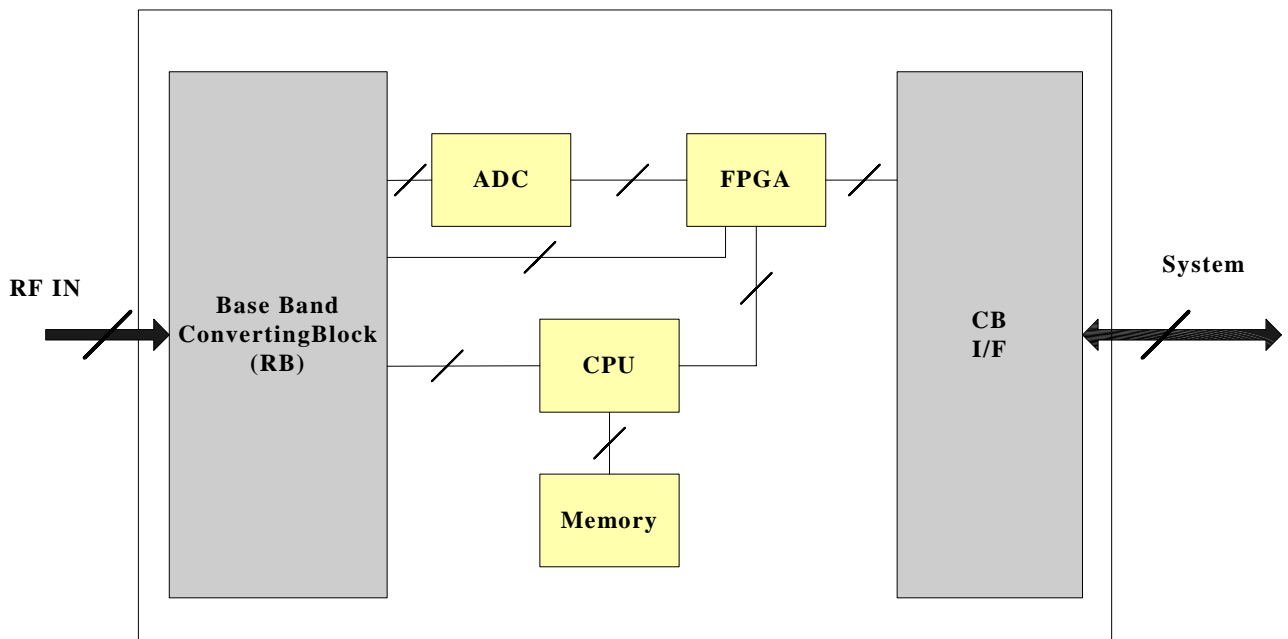 RF IN
Base Band
ConvertingBlock
(RB)
ADC
FPGA
CPU
Memory
CB
I/F
System